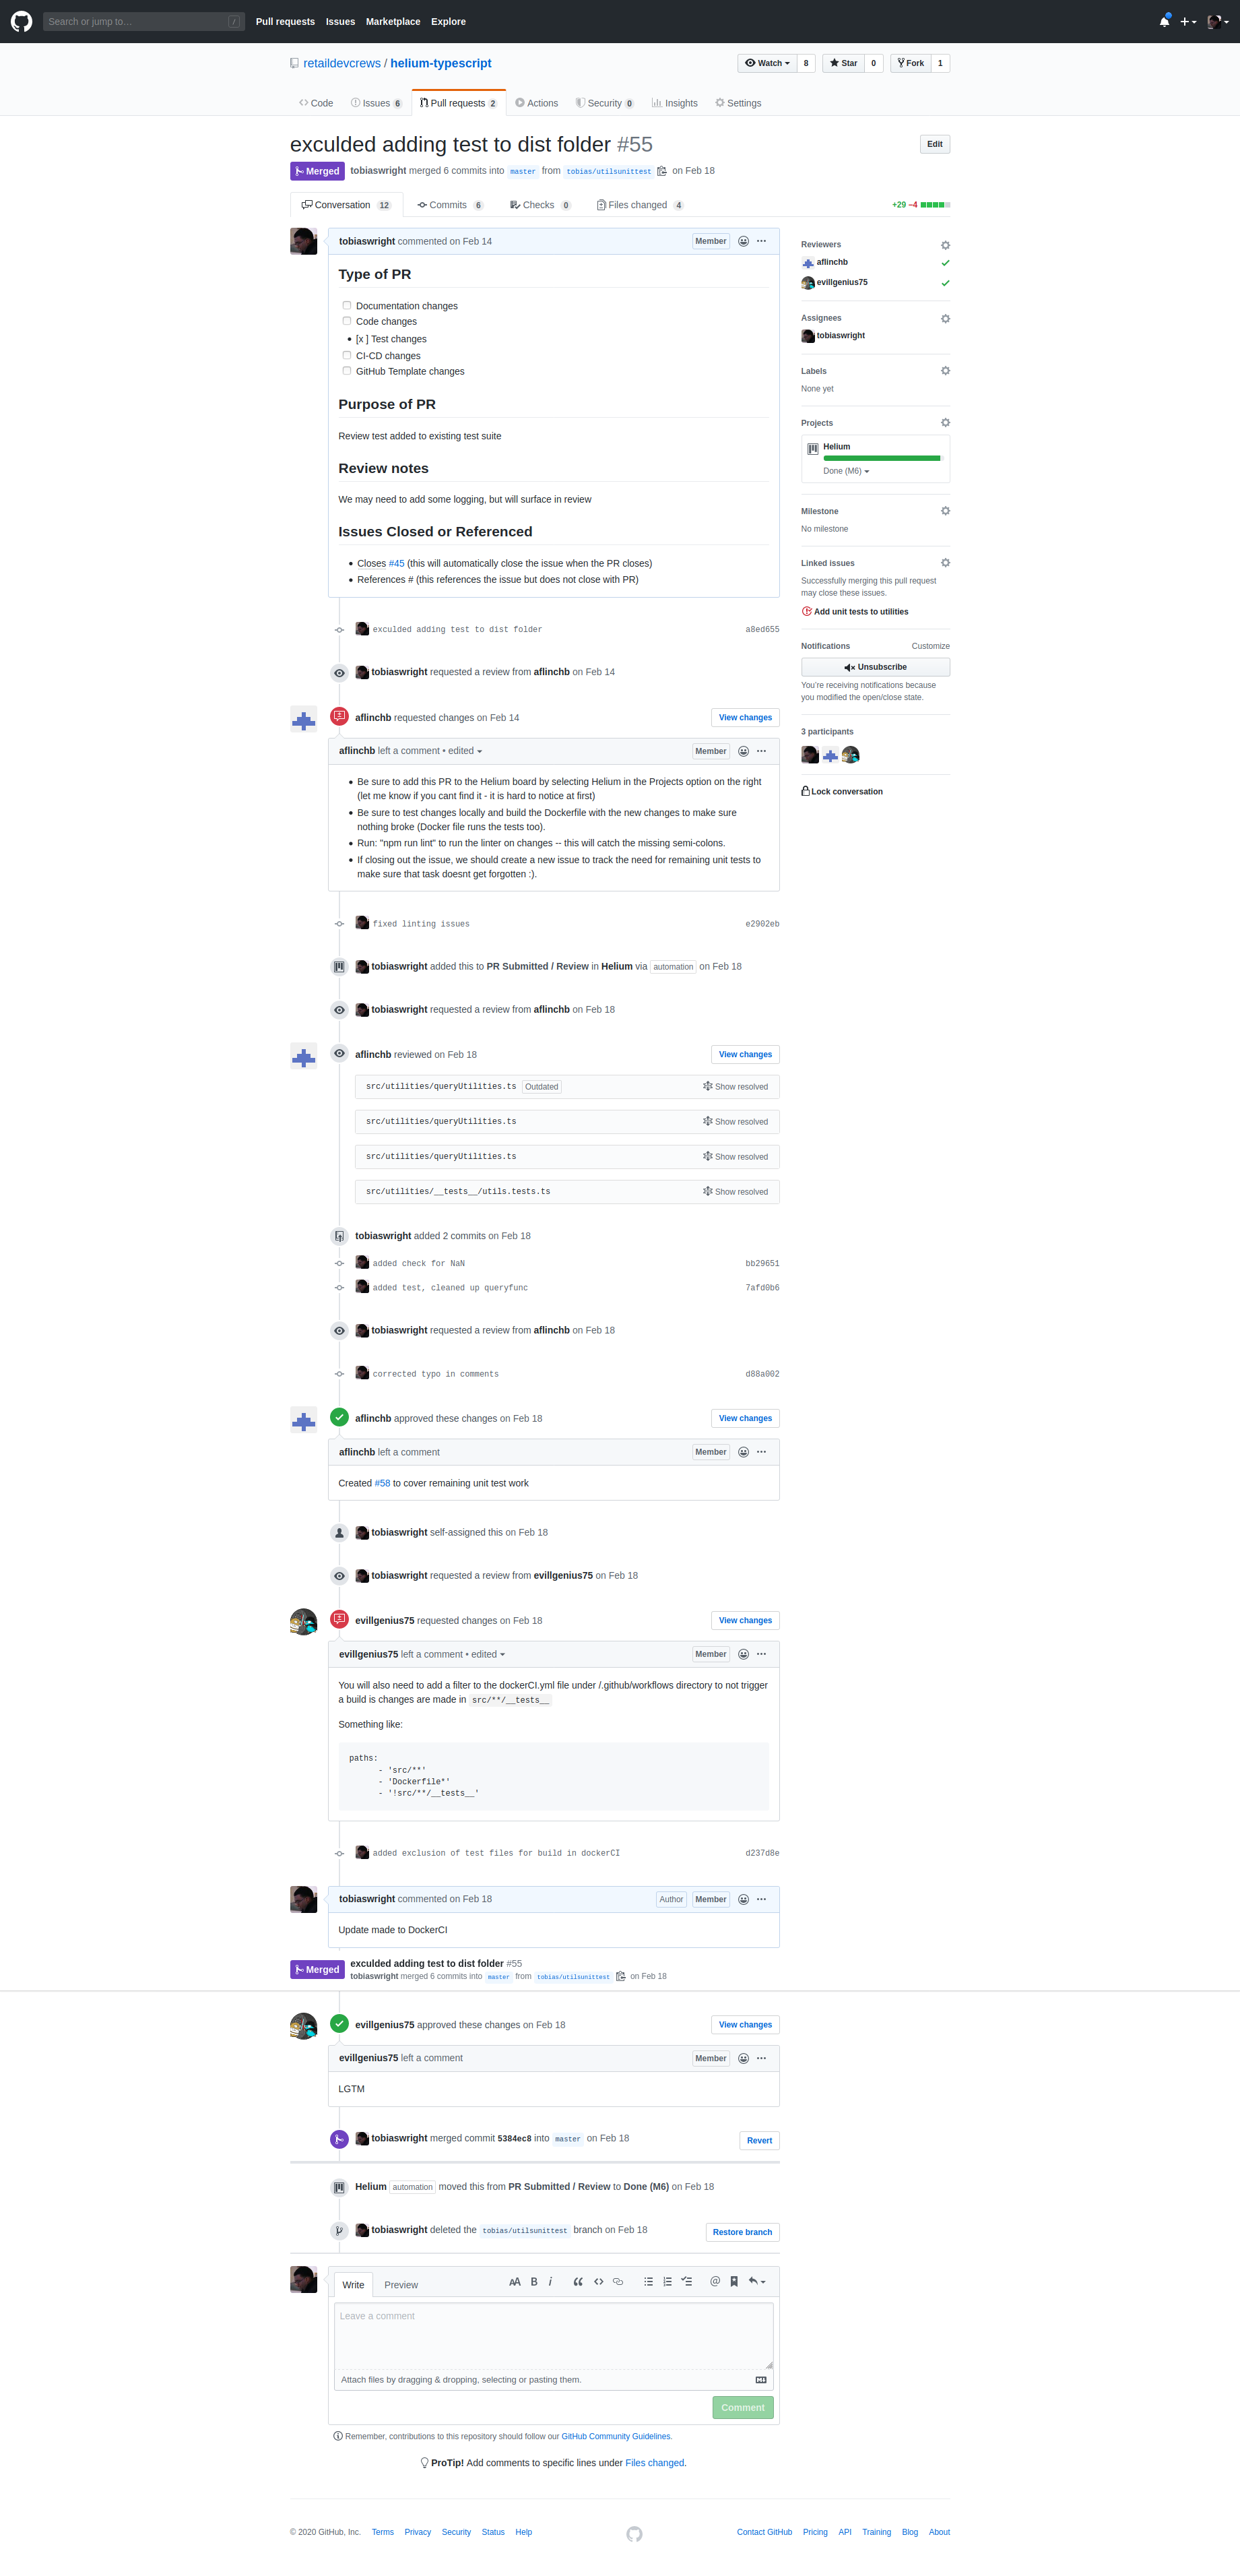 Search or jump to… /
Pull requests Issues Marketplace Explore
retaildevcrews / helium-typescript
Watch 8 Star 0 Fork 1
Code Issues 6 Pull requests 2 Actions Security 0 Insights Settings
exculded adding test to dist folder #55
Edit
Merged tobiaswright merged 6 commits into master from tobias/utilsunittest on Feb 18
Conversation 12 Commits 6 Checks 0 Files changed 4
+29 −4
tobiaswright commented on Feb 14
Member
Type of PR
Documentation changes
Code changes
[x ] Test changes
CI-CD changes
GitHub Template changes
Purpose of PR
Review test added to existing test suite
Review notes
We may need to add some logging, but will surface in review
Issues Closed or Referenced
Closes #45 (this will automatically close the issue when the PR closes)
References # (this references the issue but does not close with PR)
exculded adding test to dist folder a8ed655
tobiaswright requested a review from aflinchb on Feb 14
aflinchb requested changes on Feb 14
View changes
aflinchb left a comment • edited
Member
Be sure to add this PR to the Helium board by selecting Helium in the Projects option on the right
(let me know if you cant find it - it is hard to notice at first)
Be sure to test changes locally and build the Dockerfile with the new changes to make sure
nothing broke (Docker file runs the tests too).
Run: "npm run lint" to run the linter on changes -- this will catch the missing semi-colons.
If closing out the issue, we should create a new issue to track the need for remaining unit tests to
make sure that task doesnt get forgotten :).
fixed linting issues e2902eb
tobiaswright added this to PR Submitted / Review in Helium via automation on Feb 18
tobiaswright requested a review from aflinchb on Feb 18
aflinchb reviewed on Feb 18
View changes
src/utilities/queryUtilities.ts Outdated Show resolved
src/utilities/queryUtilities.ts Show resolved
src/utilities/queryUtilities.ts Show resolved
src/utilities/__tests__/utils.tests.ts Show resolved
tobiaswright added 2 commits on Feb 18
added check for NaN bb29651
added test, cleaned up queryfunc 7afd0b6
tobiaswright requested a review from aflinchb on Feb 18
corrected typo in comments d88a002
aflinchb approved these changes on Feb 18
View changes
aflinchb left a comment
Member
Created #58 to cover remaining unit test work
tobiaswright self-assigned this on Feb 18
tobiaswright requested a review from evillgenius75 on Feb 18
evillgenius75 requested changes on Feb 18
View changes
evillgenius75 left a comment • edited
Member
You will also need to add a filter to the dockerCI.yml file under /.github/workflows directory to not trigger
a build is changes are made in src/**/__tests__
Something like:
paths:
- 'src/**'
- 'Dockerfile*'
- '!src/**/__tests__'
added exclusion of test files for build in dockerCI d237d8e
tobiaswright commented on Feb 18
Author Member
Update made to DockerCI
Merged
exculded adding test to dist folder #55
tobiaswright merged 6 commits into master from tobias/utilsunittest on Feb 18
evillgenius75 approved these changes on Feb 18
View changes
evillgenius75 left a comment
Member
LGTM
tobiaswright merged commit 5384ec8 into master on Feb 18
Revert
Helium automation moved this from PR Submitted / Review to Done (M6) on Feb 18
tobiaswright deleted the tobias/utilsunittest branch on Feb 18
Restore branch
Write Preview
AA B i
Leave a comment
Attach files by dragging & dropping, selecting or pasting them.
Comment
Remember, contributions to this repository should follow our GitHub Community Guidelines.
ProTip! Add comments to specific lines under Files changed.
Reviewers
aflinchb
evillgenius75
Assignees
tobiaswright
Labels
None yet
Projects
Helium
Done (M6)
Milestone
No milestone
Linked issues
Successfully merging this pull request
may close these issues.
Add unit tests to utilities
Notifications Customize
Unsubscribe
You're receiving notifications because
you modified the open/close state.
3 participants
Lock conversation
© 2020 GitHub, Inc. Terms Privacy Security Status Help
Contact GitHub Pricing API Training Blog About